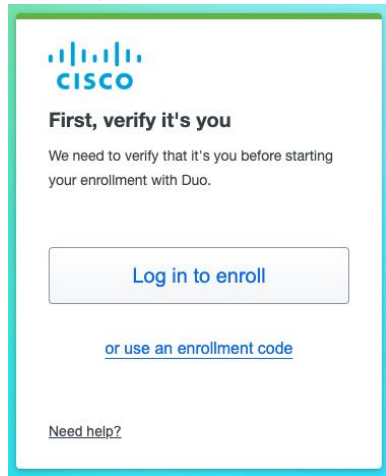 CISCO
First, verify it's you
We need to verify that it's you before starting
your enrollment with Duo.
Log in to enroll
or use an enrollment code
Need help?